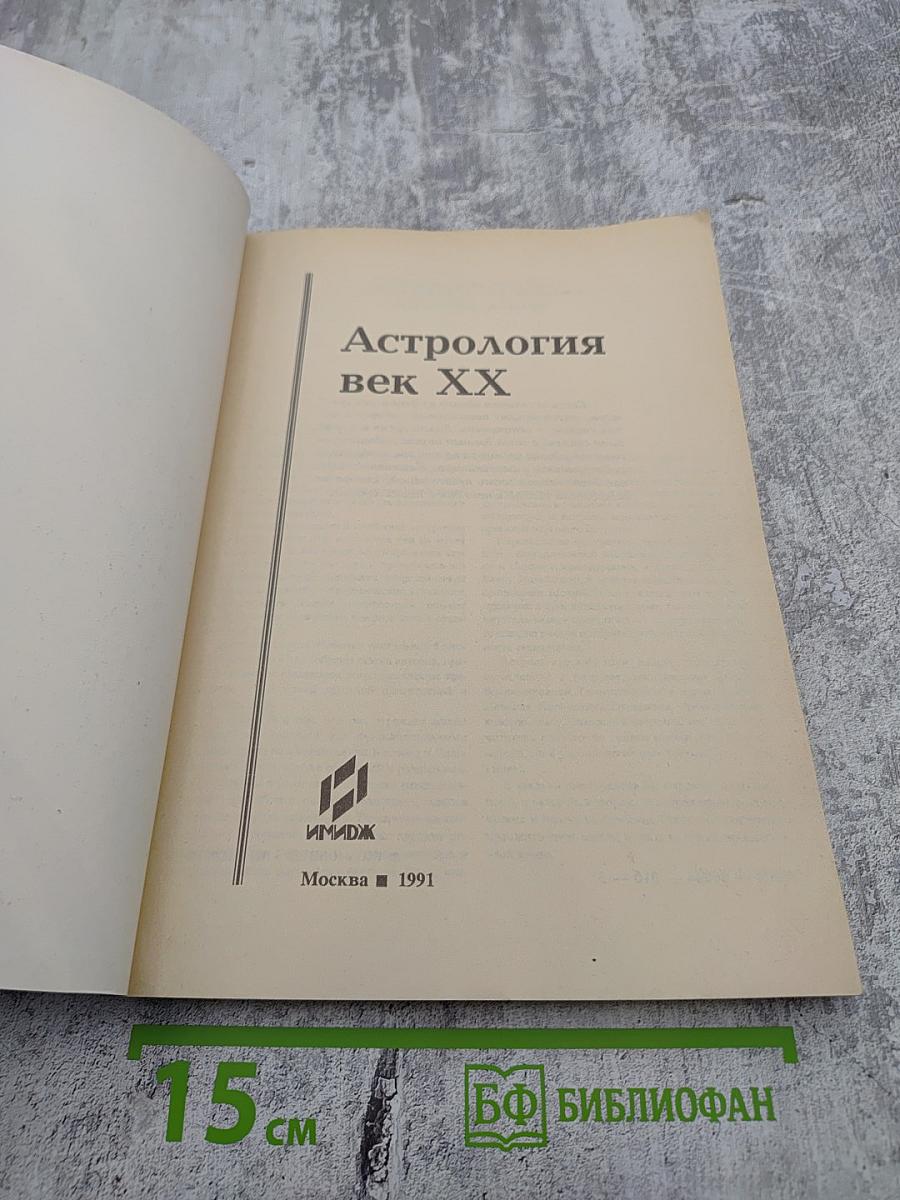 Астрология
век XX
ИМИДЖ
Москва ■ 1991
15 см
БФ БИБЛИОФАН